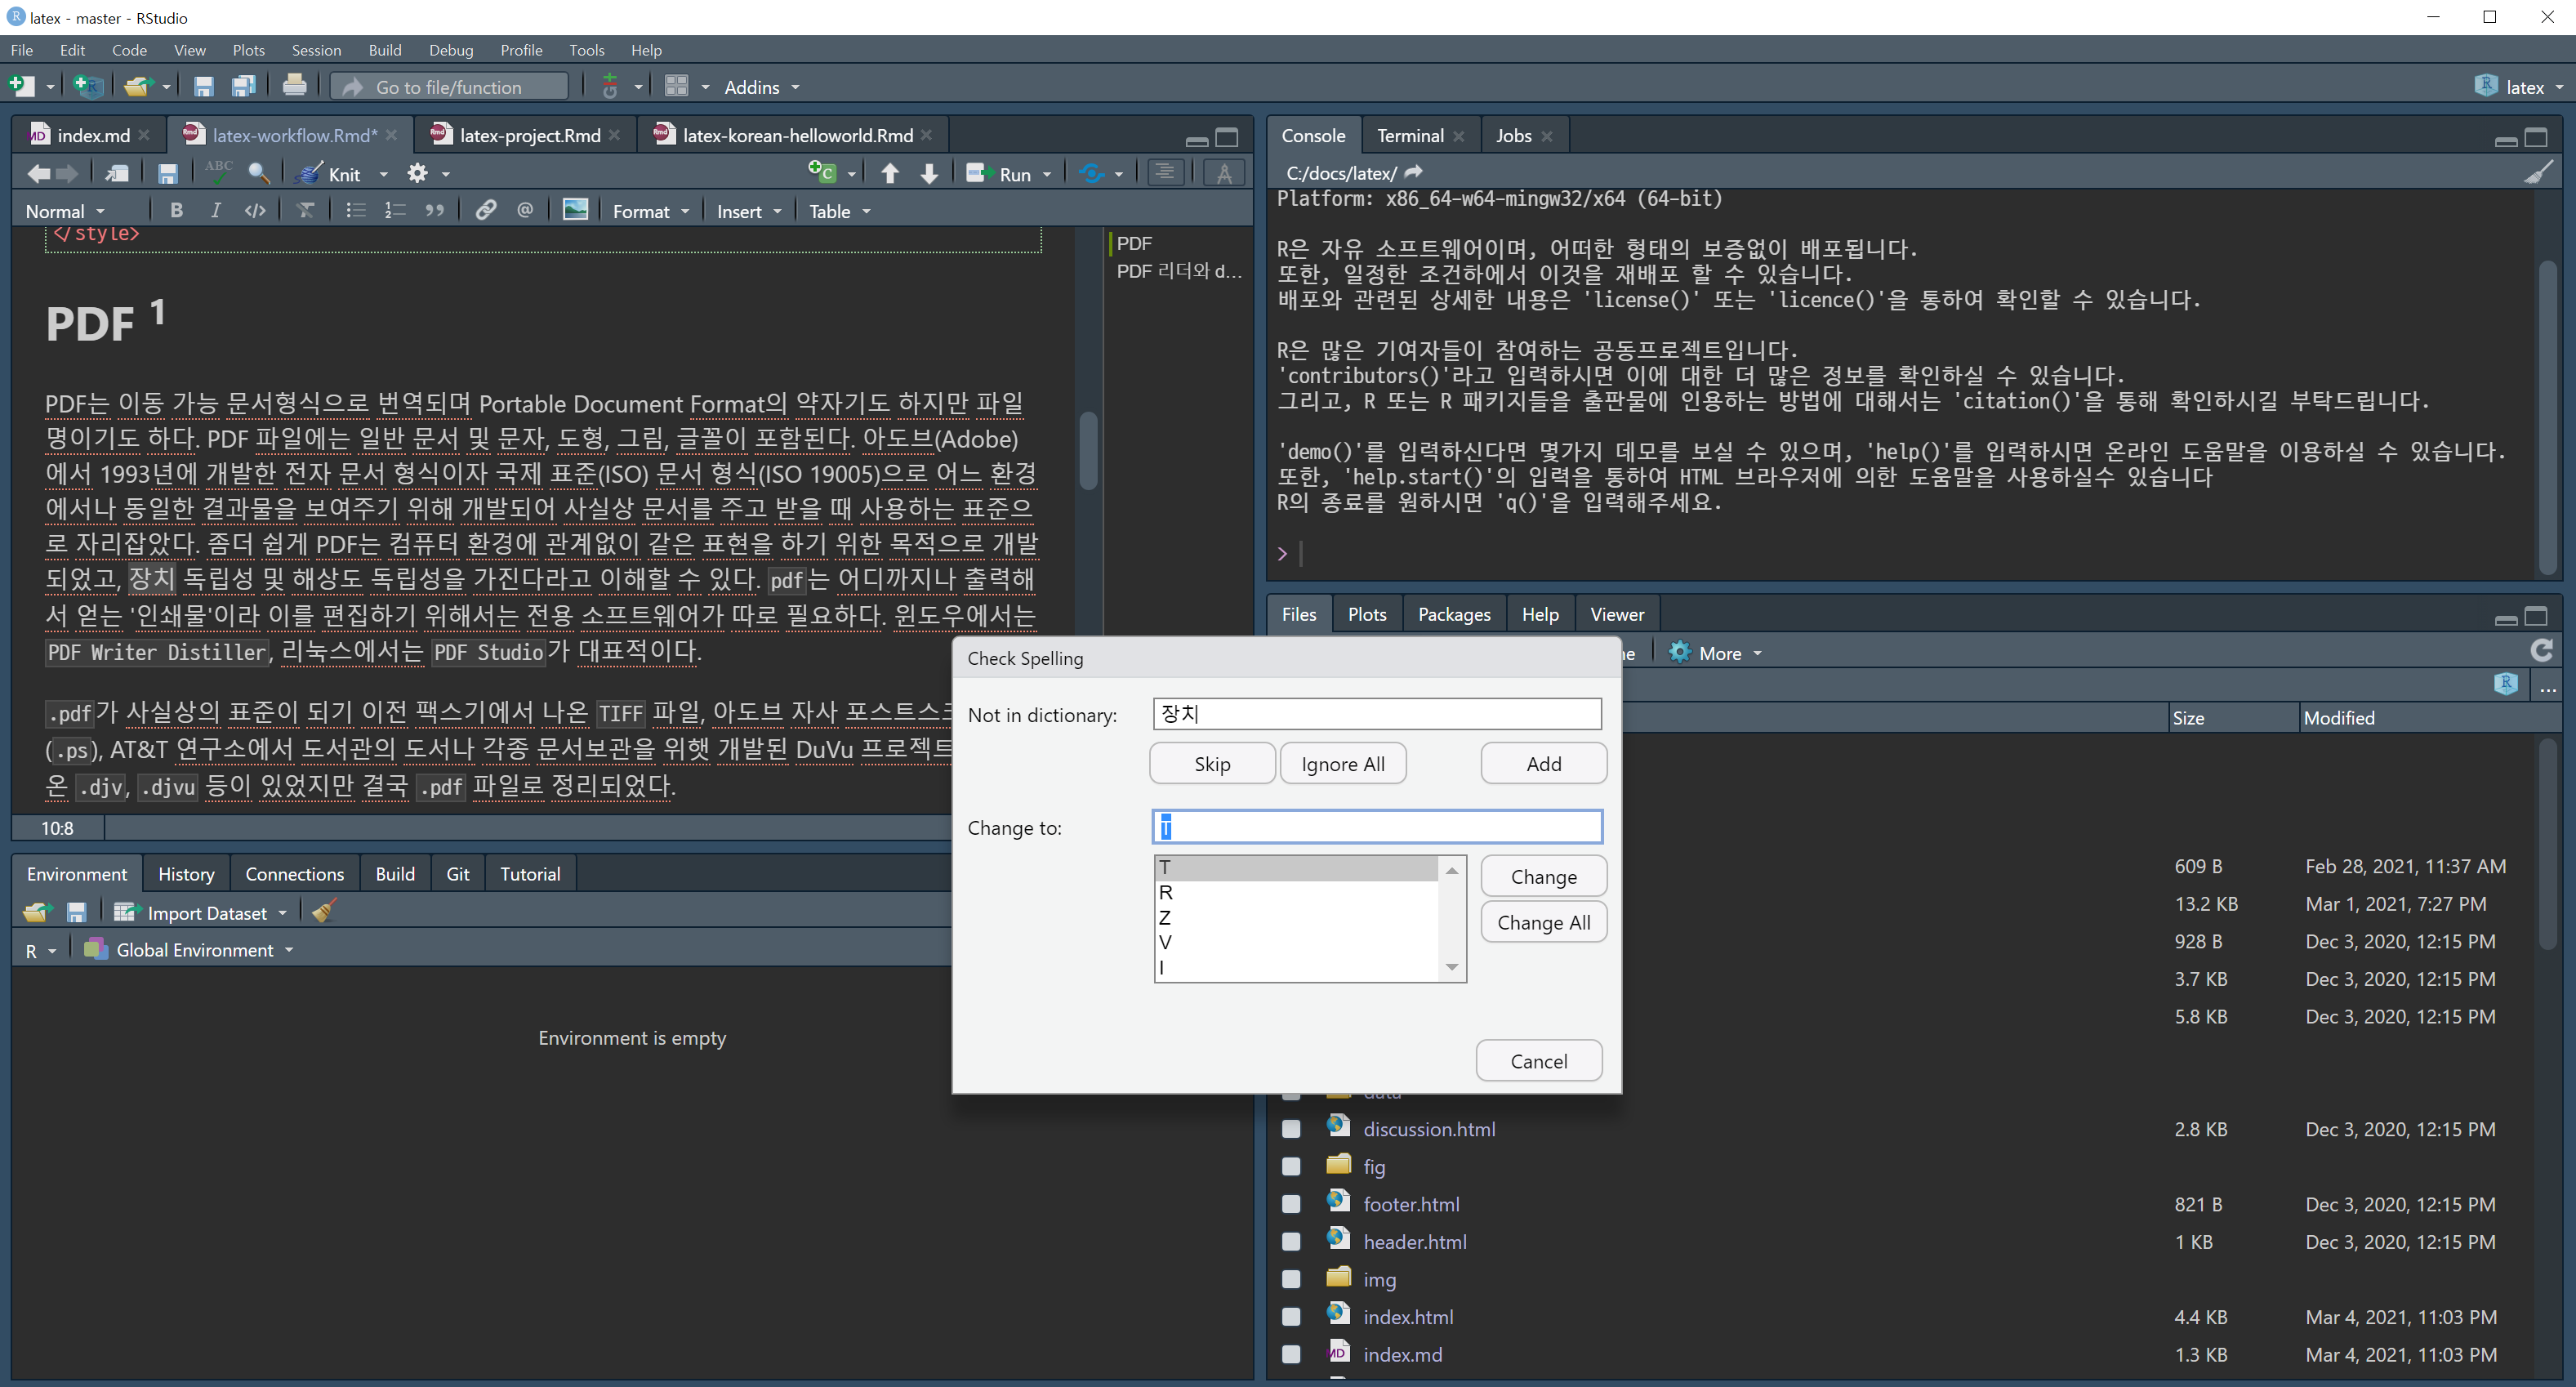 latex - master - RStudio
File Edit Code View Plots Session Build Debug Profile Tools Help
Go to file/function Addins latex
index.md latex-workflow.Rmd* latex-project.Rmd latex-korean-helloworld.Rmd
ABC Knit Run
Normal B I </> @ Format Insert Table
</style>
PDF 1
PDF는 이동 가능 문서형식으로 번역되며 Portable Document Format의 약자기도 하지만 파일
명이기도 하다. PDF 파일에는 일반 문서 및 문자, 도형, 그림, 글꼴이 포함된다. 아도브(Adobe)
에서 1993년에 개발한 전자 문서 형식이자 국제 표준(ISO) 문서 형식(ISO 19005)으로 어느 환경
에서나 동일한 결과물을 보여주기 위해 개발되어 사실상 문서를 주고 받을 때 사용하는 표준으
로 자리잡았다. 좀더 쉽게 PDF는 컴퓨터 환경에 관계없이 같은 표현을 하기 위한 목적으로 개발
되었고, 장치 독립성 및 해상도 독립성을 가진다라고 이해할 수 있다. pdf는 어디까지나 출력해
서 얻는 '인쇄물'이라 이를 편집하기 위해서는 전용 소프트웨어가 따로 필요하다. 윈도우에서는
PDF Writer Distiller, 리눅스에서는 PDF Studio가 대표적이다.
.pdf가 사실상의 표준이 되기 이전 팩스기에서 나온 TIFF 파일, 아도브 자사 포스트스크
(.ps), AT&T 연구소에서 도서관의 도서나 각종 문서보관을 위햇 개발된 DuVu 프로젝트
온 .djv, .djvu 등이 있었지만 결국 .pdf 파일로 정리되었다.
PDF
PDF 리더와 d...
10:8
Environment History Connections Build Git Tutorial
Import Dataset
R Global Environment
Environment is empty
Console Terminal Jobs
C:/docs/latex/
Platform: x86_64-w64-mingw32/x64 (64-bit)
R은 자유 소프트웨어이며, 어떠한 형태의 보증없이 배포됩니다.
또한, 일정한 조건하에서 이것을 재배포 할 수 있습니다.
배포와 관련된 상세한 내용은 'license()' 또는 'licence()'을 통하여 확인할 수 있습니다.
R은 많은 기여자들이 참여하는 공동프로젝트입니다.
'contributors()'라고 입력하시면 이에 대한 더 많은 정보를 확인하실 수 있습니다.
그리고, R 또는 R 패키지들을 출판물에 인용하는 방법에 대해서는 'citation()'을 통해 확인하시길 부탁드립니다.
'demo()'를 입력하신다면 몇가지 데모를 보실 수 있으며, 'help()'를 입력하시면 온라인 도움말을 이용하실 수 있습니다.
또한, 'help.start()'의 입력을 통하여 HTML 브라우저에 의한 도움말을 사용하실수 있습니다
R의 종료를 원하시면 'q()'을 입력해주세요.
>
Files Plots Packages Help Viewer
More
...
Size Modified
609 B Feb 28, 2021, 11:37 AM
13.2 KB Mar 1, 2021, 7:27 PM
928 B Dec 3, 2020, 12:15 PM
3.7 KB Dec 3, 2020, 12:15 PM
5.8 KB Dec 3, 2020, 12:15 PM
data
discussion.html 2.8 KB Dec 3, 2020, 12:15 PM
fig
footer.html 821 B Dec 3, 2020, 12:15 PM
header.html 1 KB Dec 3, 2020, 12:15 PM
img
index.html 4.4 KB Mar 4, 2021, 11:03 PM
index.md 1.3 KB Mar 4, 2021, 11:03 PM
Check Spelling
Not in dictionary: 장치
Skip Ignore All Add
Change to: T
T
R
Z
V
I
Change
Change All
Cancel